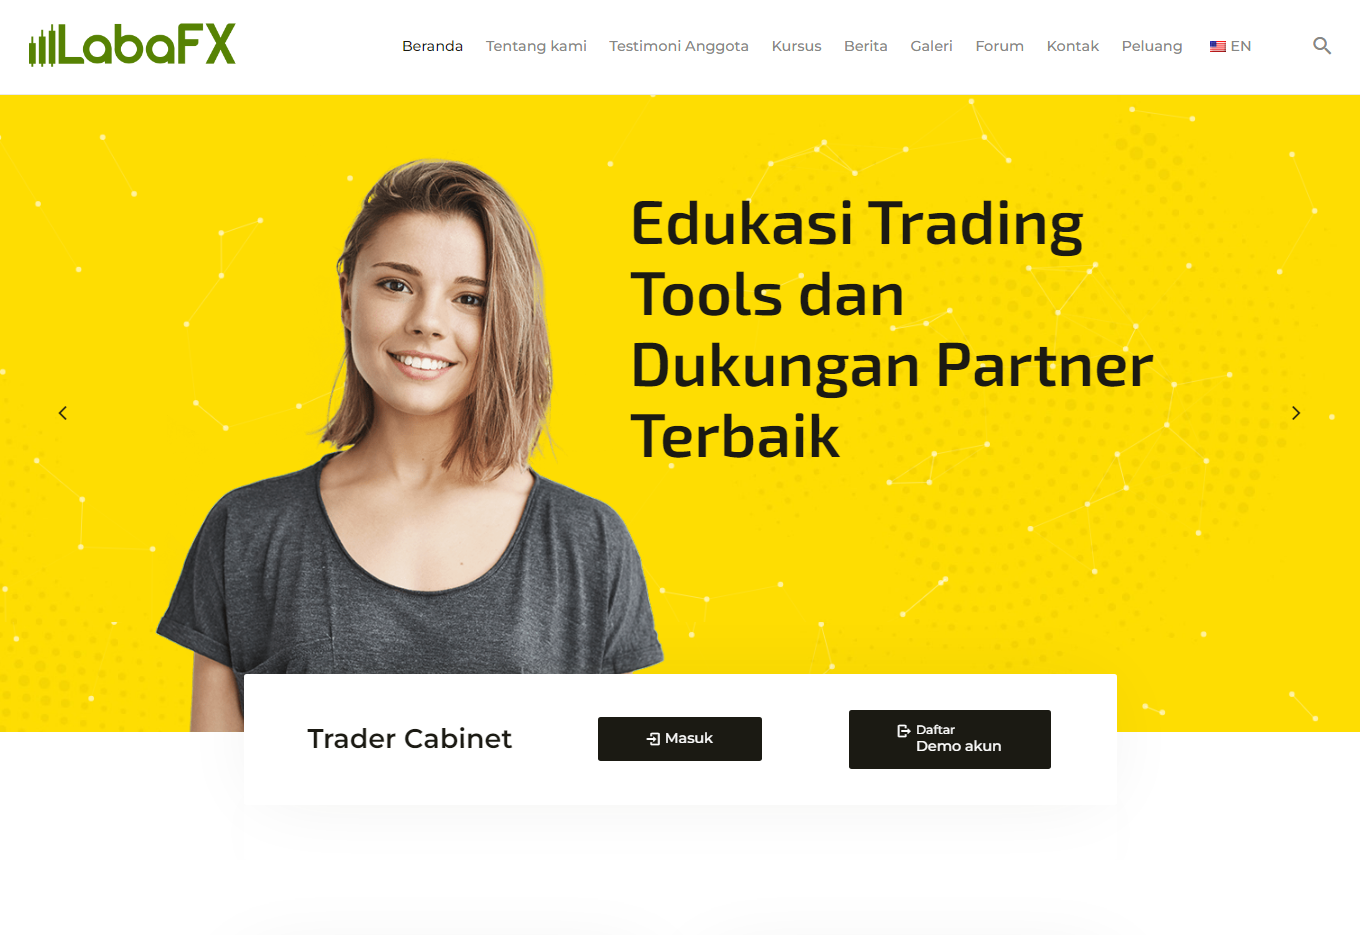 LabaFX
Beranda
Tentang kami
Testimoni Anggota
Kursus
Berita
Galeri
Forum
Kontak
Peluang
EN
Edukasi Trading
Tools dan
Dukungan Partner
Terbaik
Trader Cabinet
Masuk
Daftar
Demo akun